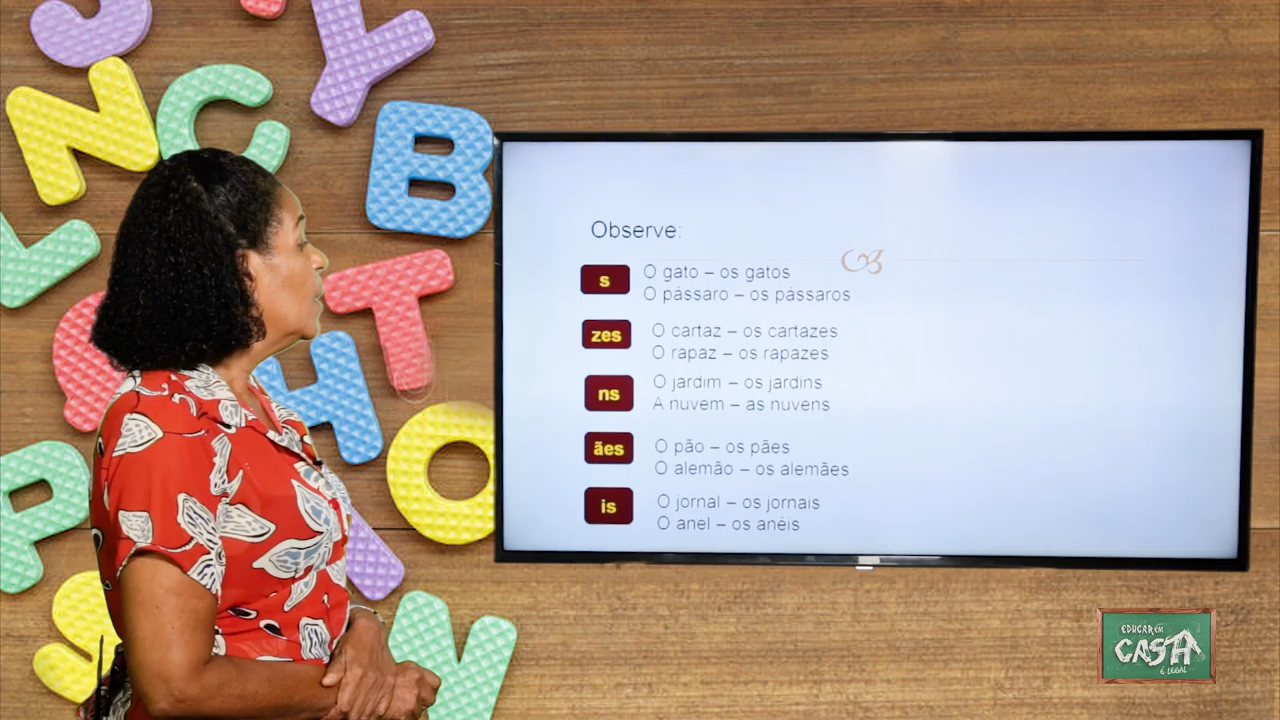 Observe:
s
O gato – os gatos
O pássaro – os pássaros
zes
O cartaz – os cartazes
O rapaz – os rapazes
ns
O jardim – os jardins
A nuvem – as nuvens
ães
O pão – os pães
O alemão – os alemães
is
O jornal – os jornais
O anel – os anéis
EDUCAR EM
CASA
É LEGAL